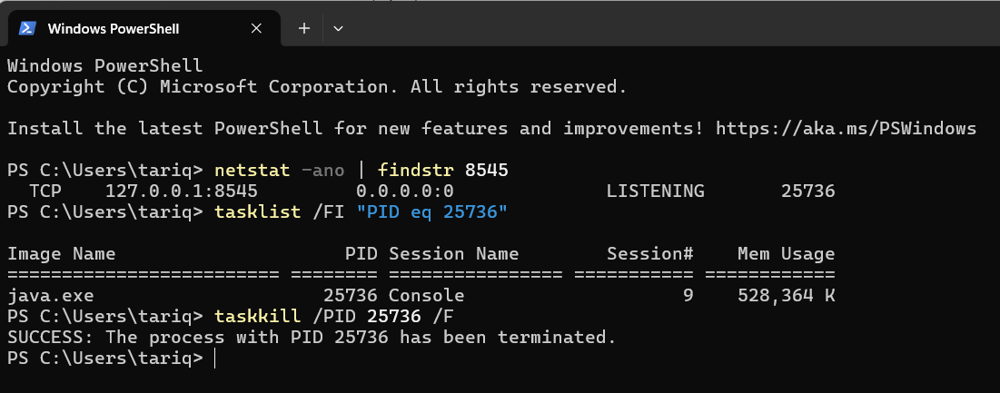 Windows PowerShell
Windows PowerShell
Copyright (C) Microsoft Corporation. All rights reserved.
Install the latest PowerShell for new features and improvements! https://aka.ms/PSWindows
PS C:\Users\tariq> netstat -ano | findstr 8545
  TCP    127.0.0.1:8545         0.0.0.0:0              LISTENING       25736
PS C:\Users\tariq> tasklist /FI "PID eq 25736"
Image Name                     PID Session Name        Session#    Mem Usage
========================= ======== ================ =========== ============
java.exe                     25736 Console                    9    528,364 K
PS C:\Users\tariq> taskkill /PID 25736 /F
SUCCESS: The process with PID 25736 has been terminated.
PS C:\Users\tariq>